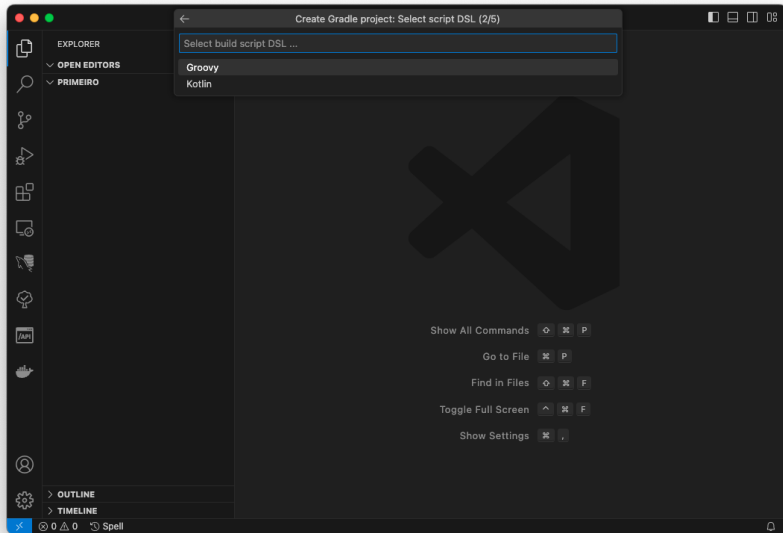 Create Gradle project: Select script DSL (2/5)
Select build script DSL ...
Groovy
Kotlin
EXPLORER
OPEN EDITORS
PRIMEIRO
/API
Show All Commands ⇧ ⌘ P
Go to File ⌘ P
Find in Files ⇧ ⌘ F
Toggle Full Screen ^ ⌘ F
Show Settings ⌘ ,
OUTLINE
TIMELINE
0 0 Spell